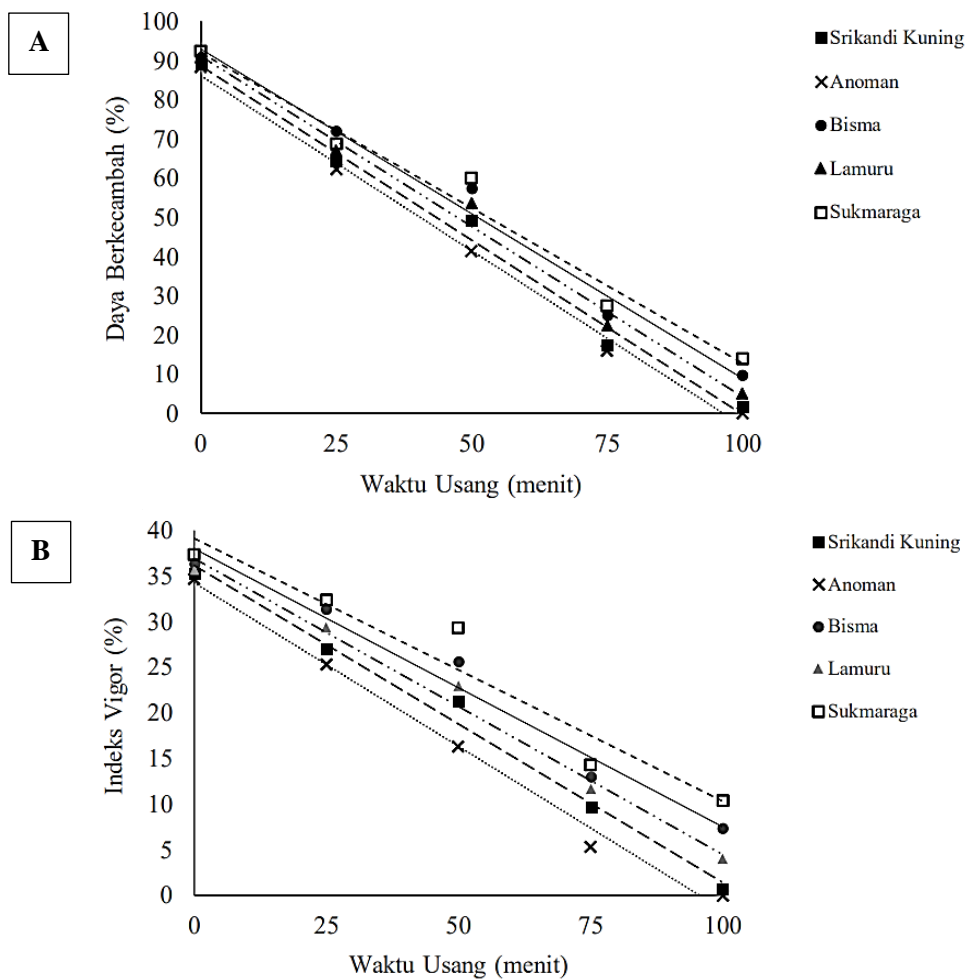 A
Daya Berkecambah (%)
100
90
80
70
60
50
40
30
20
10
0
0 25 50 75 100
Waktu Usang (menit)
Srikandi Kuning
Anoman
Bisma
Lamuru
Sukmaraga
B
Indeks Vigor (%)
40
35
30
25
20
15
10
5
0
0 25 50 75 100
Waktu Usang (menit)
Srikandi Kuning
Anoman
Bisma
Lamuru
Sukmaraga